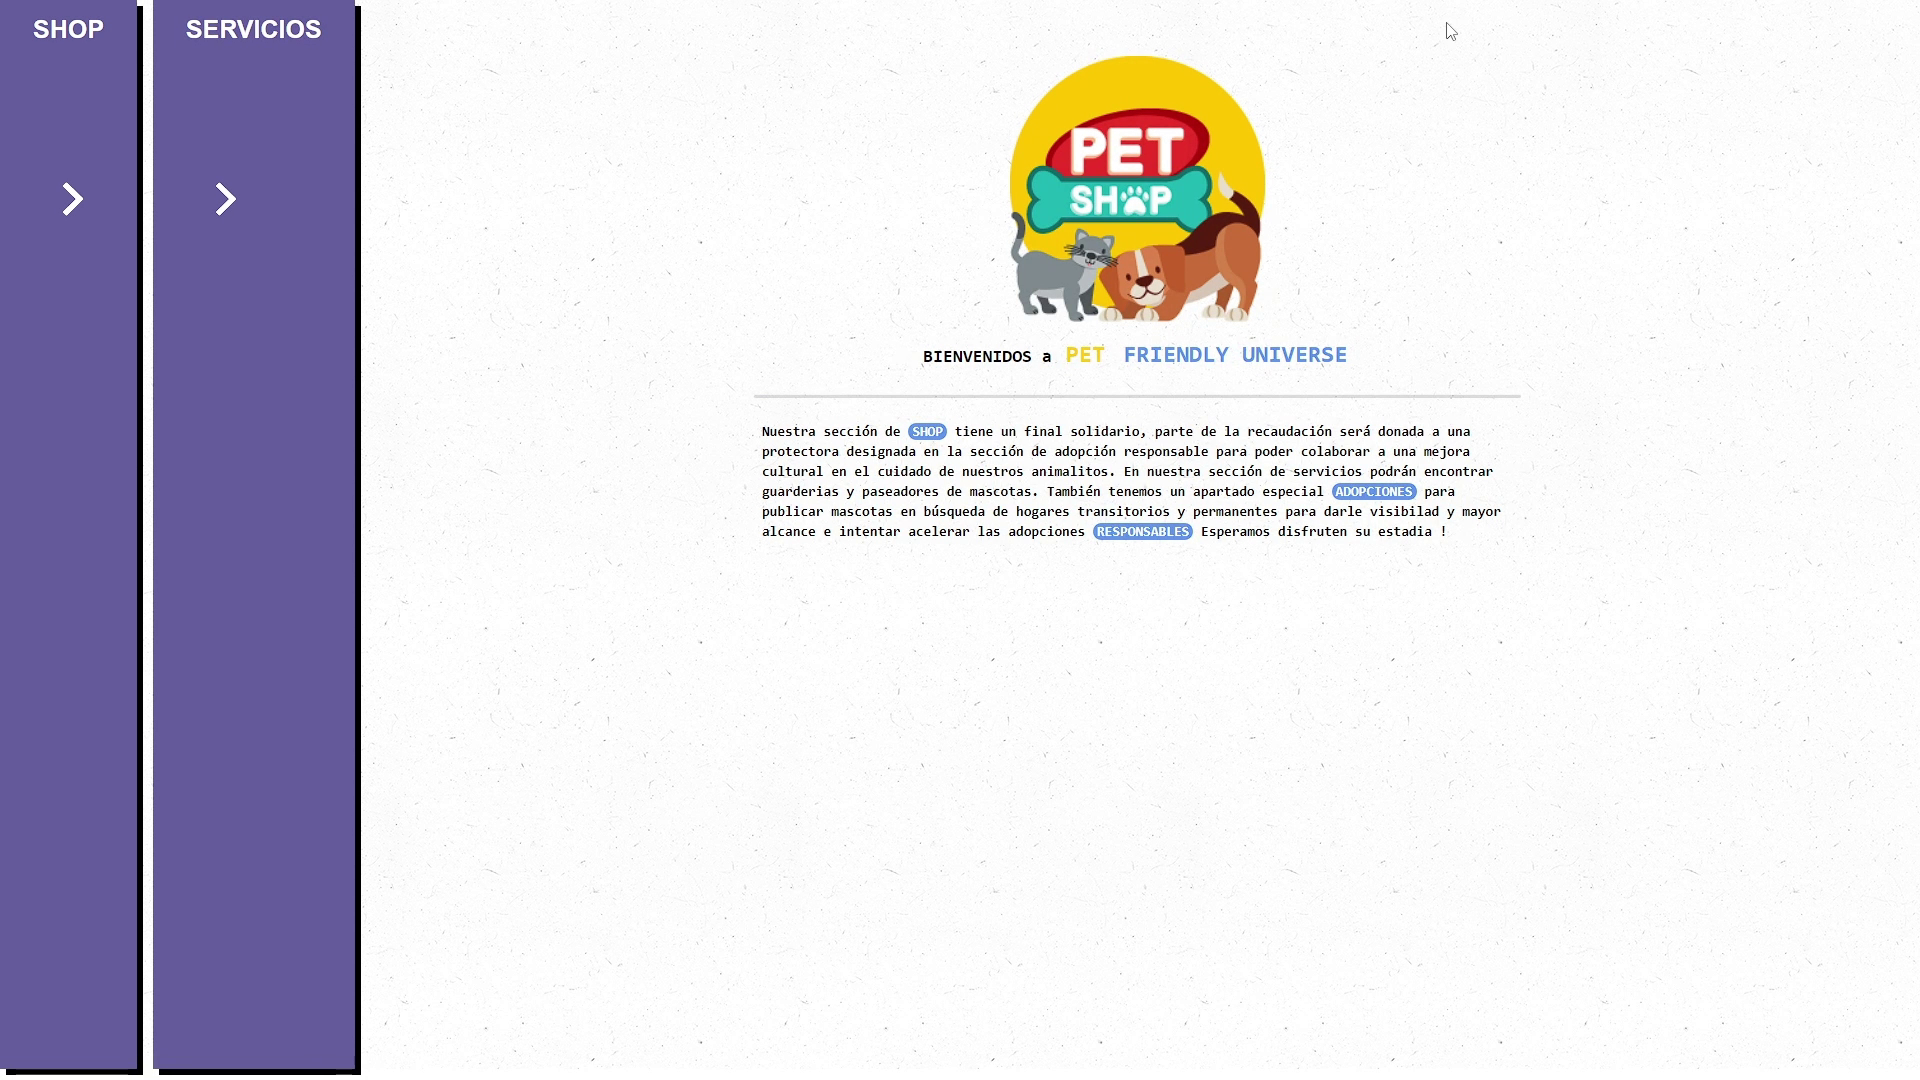 SHOP
SERVICIOS
PET
SHOP
BIENVENIDOS a PET FRIENDLY UNIVERSE
Nuestra sección de SHOP tiene un final solidario, parte de la recaudación será donada a una
protectora designada en la sección de adopción responsable para poder colaborar a una mejora
cultural en el cuidado de nuestros animalitos. En nuestra sección de servicios podrán encontrar
guarderias y paseadores de mascotas. También tenemos un apartado especial ADOPCIONES para
publicar mascotas en búsqueda de hogares transitorios y permanentes para darle visibilad y mayor
alcance e intentar acelerar las adopciones RESPONSABLES Esperamos disfruten su estadia !